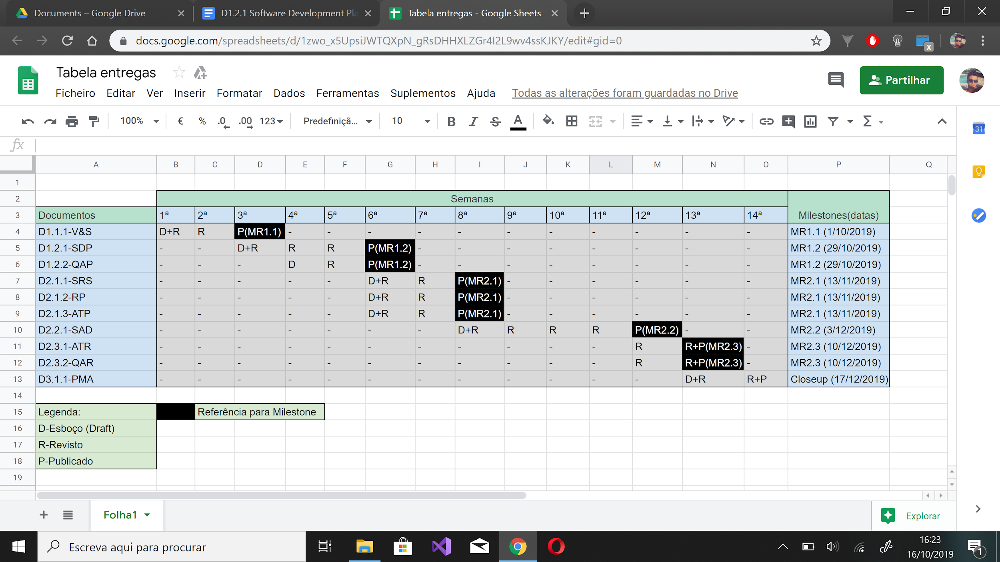 Documents – Google Drive
D1.2.1 Software Development Pla
Tabela entregas - Google Sheets
docs.google.com/spreadsheets/d/1zwo_x5UpsiJWTQXpN_gRsDHHXLZGr4I2L9wv4ssKJKY/edit#gid=0
x
Tabela entregas
Partilhar
Ficheiro Editar Ver Inserir Formatar Dados Ferramentas Suplementos Ajuda Todas as alterações foram guardadas no Drive
100% € % .0 .00 123 Predefiniçã... 10 B I S A Σ
31
fx
A B C D E F G H I J K L M N O P Q
1
2 Semanas
3 Documentos 1ª 2ª 3ª 4ª 5ª 6ª 7ª 8ª 9ª 10ª 11ª 12ª 13ª 14ª Milestones(datas)
4 D1.1.1-V&S D+R R P(MR1.1) - - - - - - - - - - - MR1.1 (1/10/2019)
5 D1.2.1-SDP - - D+R R R P(MR1.2) - - - - - - - - MR1.2 (29/10/2019)
6 D1.2.2-QAP - - - D R P(MR1.2) - - - - - - - - MR1.2 (29/10/2019)
7 D2.1.1-SRS - - - - - D+R R P(MR2.1) - - - - - - MR2.1 (13/11/2019)
8 D2.1.2-RP - - - - - D+R R P(MR2.1) - - - - - - MR2.1 (13/11/2019)
9 D2.1.3-ATP - - - - - D+R R P(MR2.1) - - - - - - MR2.1 (13/11/2019)
10 D2.2.1-SAD - - - - - - - D+R R R R P(MR2.2) - - MR2.2 (3/12/2019)
11 D2.3.1-ATR - - - - - - - - - - - R R+P(MR2.3) - MR2.3 (10/12/2019)
12 D2.3.2-QAR - - - - - - - - - - - R R+P(MR2.3) - MR2.3 (10/12/2019)
13 D3.1.1-PMA - - - - - - - - - - - - D+R R+P Closeup (17/12/2019)
14
15 Legenda: Referência para Milestone
16 D-Esboço (Draft)
17 R-Revisto
18 P-Publicado
19
Folha1
Explorar
Escreva aqui para procurar
16:23
16/10/2019
1